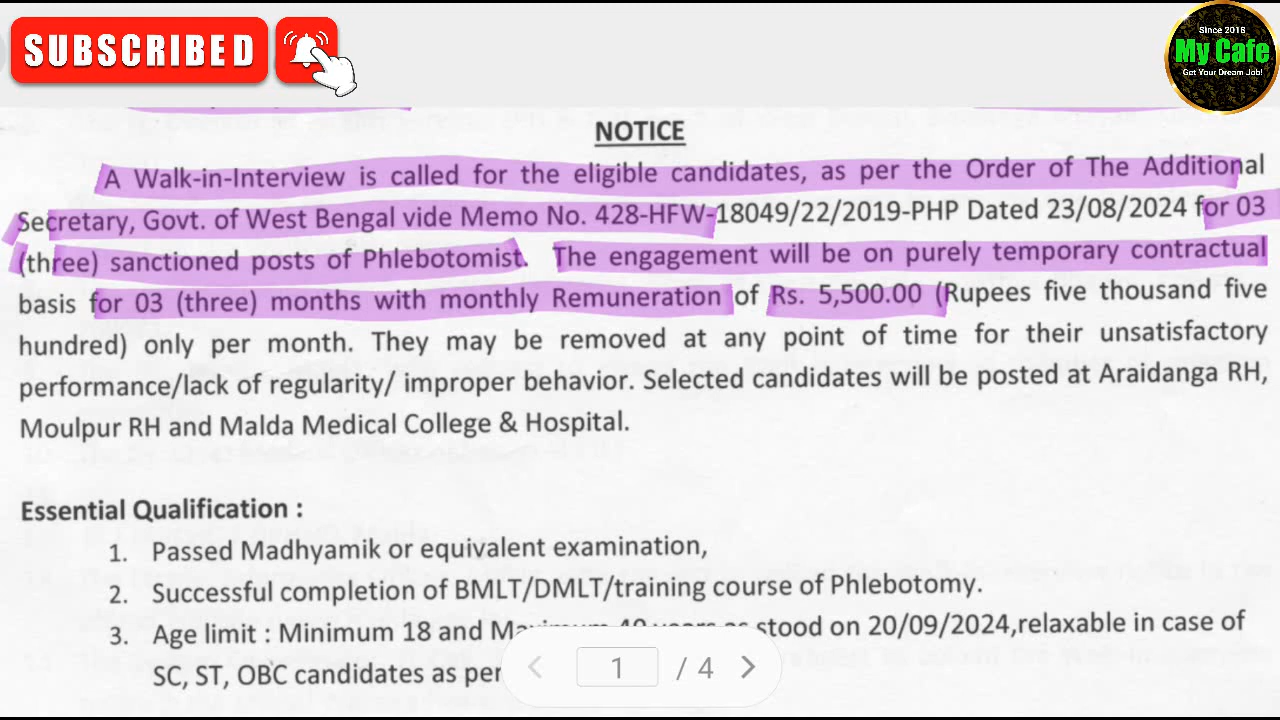 SUBSCRIBED
Since 2018
My Cafe
Get Your Dream Job!
NOTICE
A Walk-in-Interview is called for the eligible candidates, as per the Order of The Additional
Secretary, Govt. of West Bengal vide Memo No. 428-HFW-18049/22/2019-PHP Dated 23/08/2024 for 03
(three) sanctioned posts of Phlebotomist. The engagement will be on purely temporary contractual
basis for 03 (three) months with monthly Remuneration of Rs. 5,500.00 (Rupees five thousand five
hundred) only per month. They may be removed at any point of time for their unsatisfactory
performance/lack of regularity/ improper behavior. Selected candidates will be posted at Araidanga RH,
Moulpur RH and Malda Medical College & Hospital.
Essential Qualification :
1. Passed Madhyamik or equivalent examination,
2. Successful completion of BMLT/DMLT/training course of Phlebotomy.
3. Age limit : Minimum 18 and Maximum 40 years as stood on 20/09/2024,relaxable in case of
SC, ST, OBC candidates as per
1 / 4